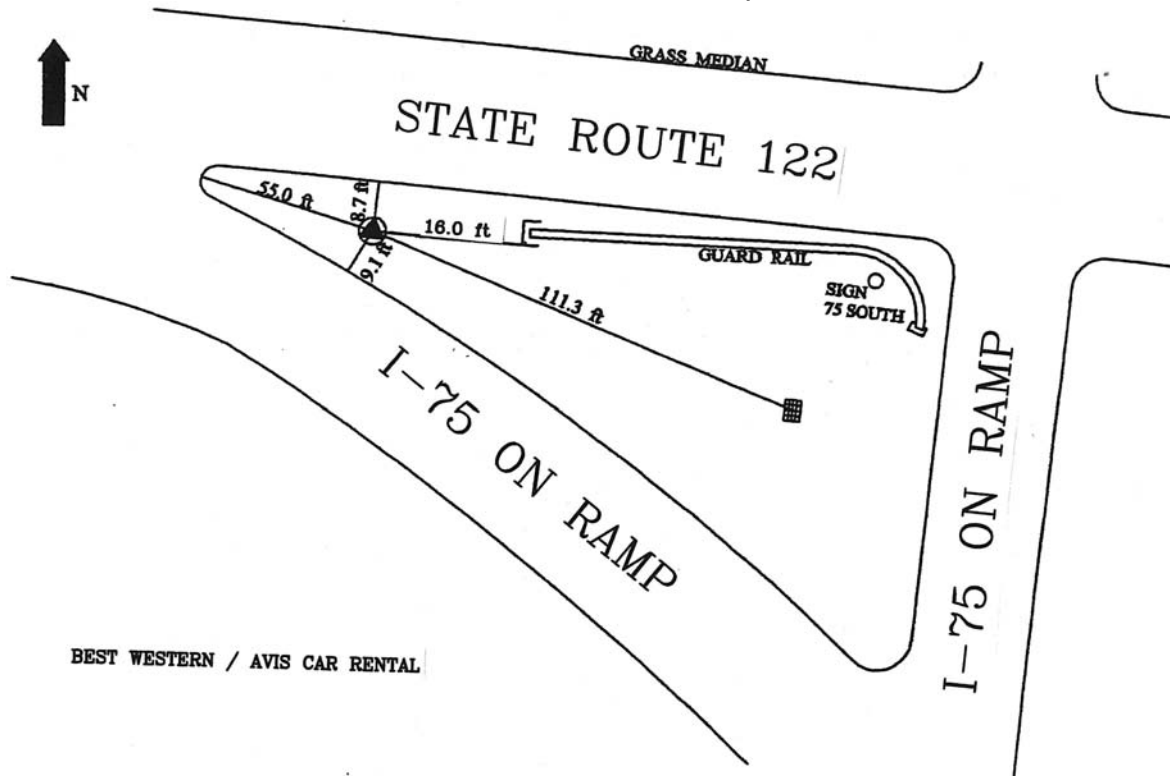 GRASS MEDIAN
N
STATE ROUTE 122
55.0 ft
8.7 ft
16.0 ft
9.1 ft
GUARD RAIL
SIGN
75 SOUTH
111.3 ft
I-75 ON RAMP
I-75 ON RAMP
BEST WESTERN / AVIS CAR RENTAL